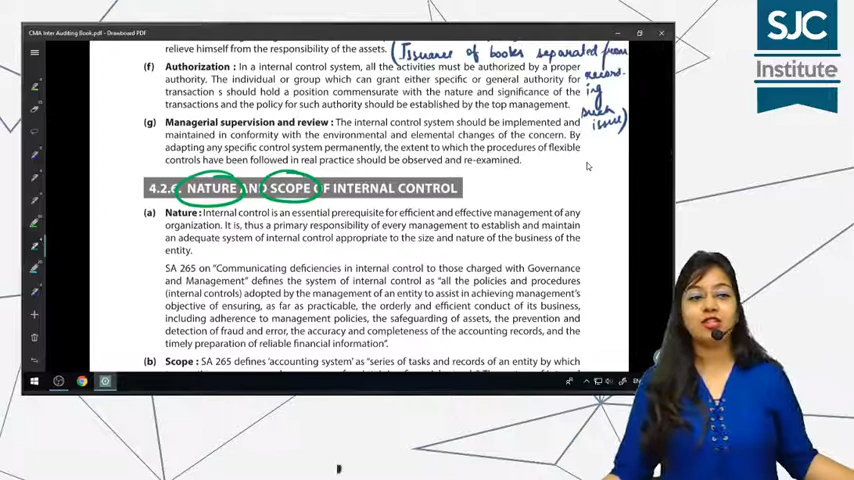 CMA Inter Auditing Book.pdf - Drawboard PDF
SJC
Institute
relieve himself from the responsibility of the assets.
(Issuance of books separated from recording such issue)
(f) Authorization : In a internal control system, all the activities must be authorized by a proper
authority. The individual or group which can grant either specific or general authority for
transaction s should hold a position commensurate with the nature and significance of the
transactions and the policy for such authority should be established by the top management.
(g) Managerial supervision and review : The internal control system should be implemented and
maintained in conformity with the environmental and elemental changes of the concern. By
adapting any specific control system permanently, the extent to which the procedures of flexible
controls have been followed in real practice should be observed and re-examined.
4.2.6 NATURE AND SCOPE OF INTERNAL CONTROL
(a) Nature : Internal control is an essential prerequisite for efficient and effective management of any
organization. It is, thus a primary responsibility of every management to establish and maintain
an adequate system of internal control appropriate to the size and nature of the business of the
entity.
SA 265 on "Communicating deficiencies in internal control to those charged with Governance
and Management" defines the system of internal control as "all the policies and procedures
(internal controls) adopted by the management of an entity to assist in achieving management's
objective of ensuring, as far as practicable, the orderly and efficient conduct of its business,
including adherence to management policies, the safeguarding of assets, the prevention and
detection of fraud and error, the accuracy and completeness of the accounting records, and the
timely preparation of reliable financial information".
(b) Scope : SA 265 defines 'accounting system' as "series of tasks and records of an entity by which